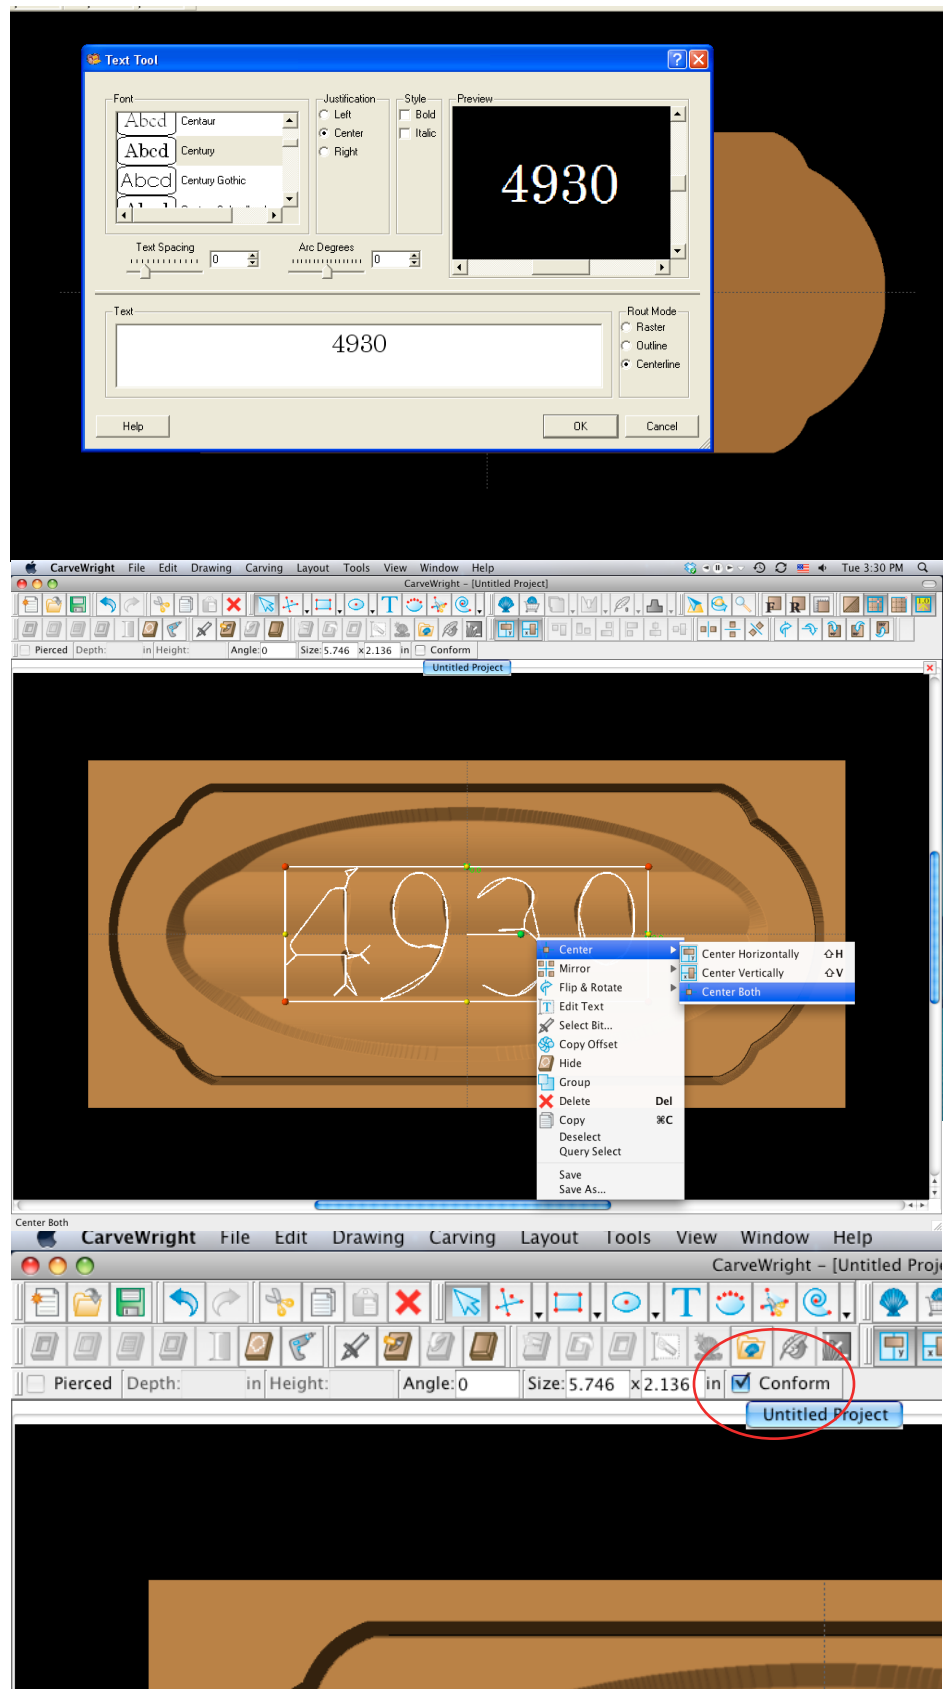 Text Tool
Font
Justification
Style
Preview
Abcd Centaur
Left
Bold
Center
Italic
Abcd Century
Right
Abcd Century Gothic
4930
Text Spacing
0
Arc Degrees
0
Text
Rout Mode
4930
Raster
Outline
Centerline
Help
OK
Cancel
CarveWright File Edit Drawing Carving Layout Tools View Window Help
Tue 3:30 PM
CarveWright - [Untitled Project]
Pierced Depth: in Height: Angle: 0 Size: 5.746 x 2.136 in Conform
Untitled Project
4930
Center
Center Horizontally ⇧H
Mirror
Center Vertically ⇧V
Flip & Rotate
Center Both
Edit Text
Select Bit...
Copy Offset
Hide
Group
Delete Del
Copy ⌘C
Deselect
Query Select
Save
Save As...
Center Both
CarveWright File Edit Drawing Carving Layout Tools View Window Help
CarveWright - [Untitled Proje
Pierced Depth: in Height: Angle: 0 Size: 5.746 x 2.136 in Conform
Untitled Project